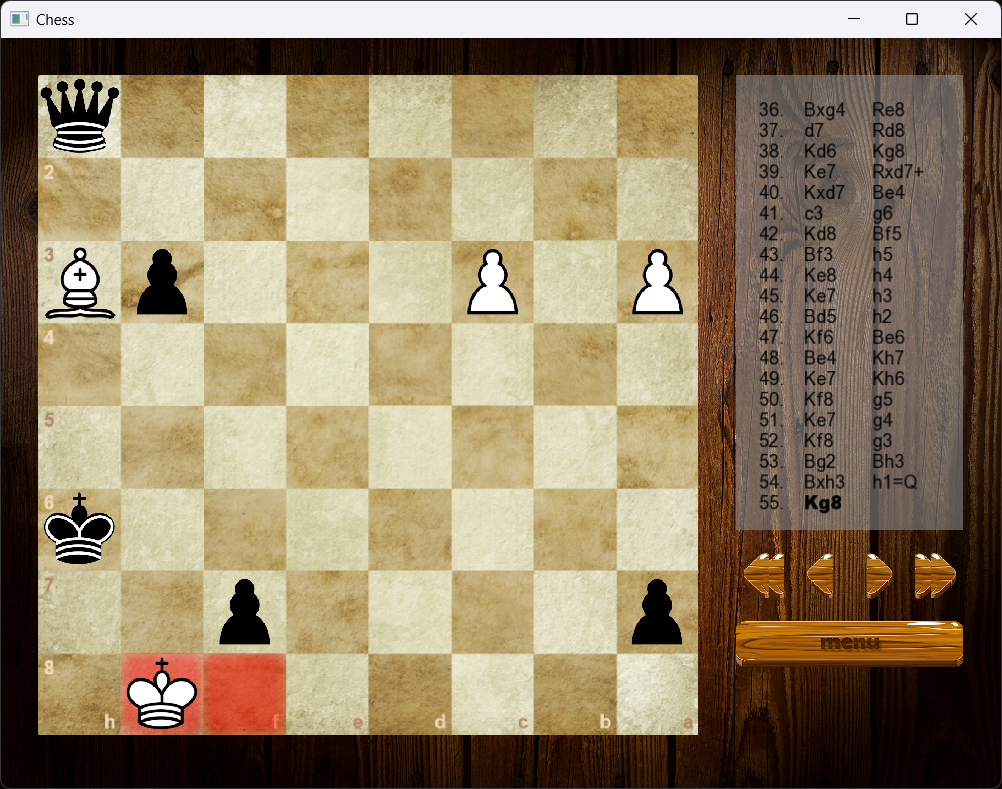 Chess
36. Bxg4 Re8
37. d7 Rd8
38. Kd6 Kg8
39. Ke7 Rxd7+
40. Kxd7 Be4
41. c3 g6
42. Kd8 Bf5
43. Bf3 h5
44. Ke8 h4
45. Ke7 h3
46. Bd5 h2
47. Kf6 Be6
48. Be4 Kh7
49. Ke7 Kh6
50. Kf8 g5
51. Ke7 g4
52. Kf8 g3
53. Bg2 Bh3
54. Bxh3 h1=Q
55. Kg8
menu
2
3
4
5
6
7
8
h f e d c b a